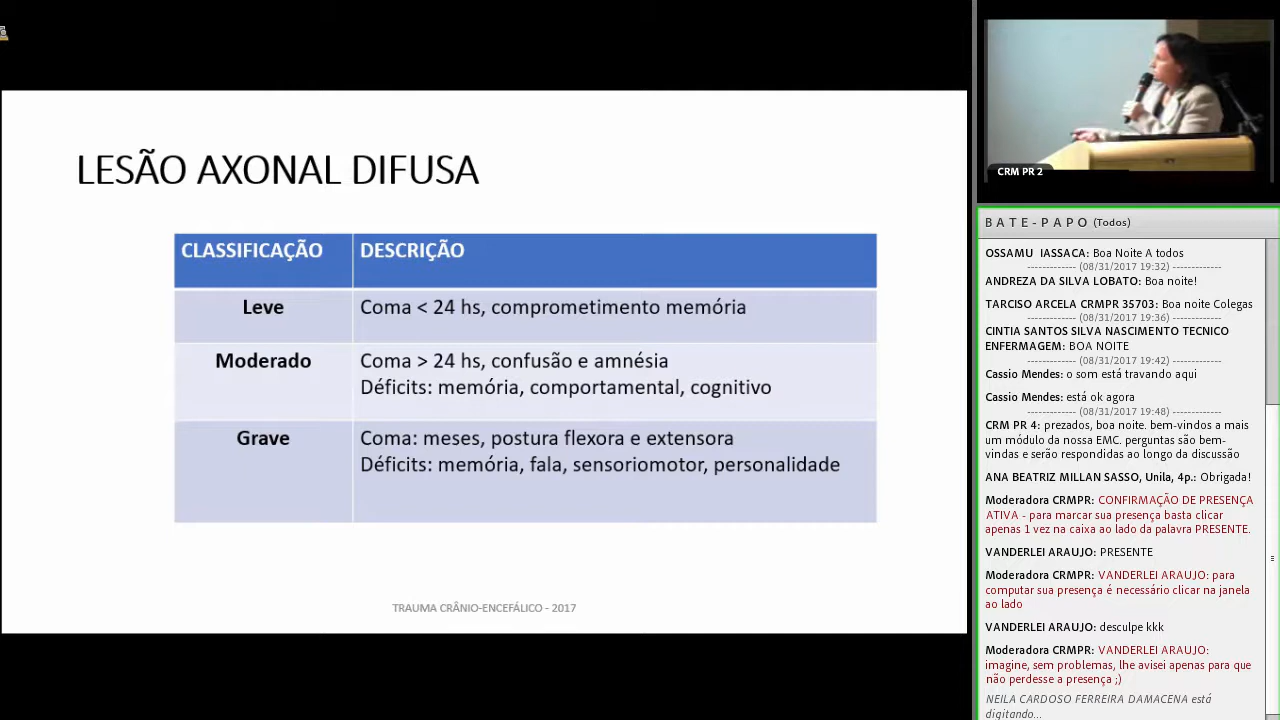 LESÃO AXONAL DIFUSA
CLASSIFICAÇÃO DESCRIÇÃO
Leve Coma < 24 hs, comprometimento memória
Moderado Coma > 24 hs, confusão e amnésia
Déficits: memória, comportamental, cognitivo
Grave Coma: meses, postura flexora e extensora
Déficits: memória, fala, sensoriomotor, personalidade
TRAUMA CRÂNIO-ENCEFÁLICO - 2017
CRM PR 2
BATE-PAPO (Todos)
OSSAMU IASSACA: Boa Noite A todos
------------ (08/31/2017 19:32) ------------
ANDREZA DA SILVA LOBATO: Boa noite!
TARCISO ARCELA CRMPR 35703: Boa noite Colegas
------------ (08/31/2017 19:36) ------------
CINTIA SANTOS SILVA NASCIMENTO TECNICO
ENFERMAGEM: BOA NOITE
------------ (08/31/2017 19:42) ------------
Cassio Mendes: o som está travando aqui
Cassio Mendes: está ok agora
------------ (08/31/2017 19:48) ------------
CRM PR 4: prezados, boa noite. bem-vindos a mais
um módulo da nossa EMC. perguntas são bem-
vindas e serão respondidas ao longo da discussão
ANA BEATRIZ MILLAN SASSO, Unila, 4p.: Obrigada!
Moderadora CRMPR: CONFIRMAÇÃO DE PRESENÇA
ATIVA - para marcar sua presença basta clicar
apenas 1 vez na caixa ao lado da palavra PRESENTE.
VANDERLEI ARAUJO: PRESENTE
Moderadora CRMPR: VANDERLEI ARAUJO: para
computar sua presença é necessário clicar na janela
ao lado
VANDERLEI ARAUJO: desculpe kkk
Moderadora CRMPR: VANDERLEI ARAUJO:
imagine, sem problemas, lhe avisei apenas para que
não perdesse a presença ;)
NEILA CARDOSO FERREIRA DAMACENA está
digitando...